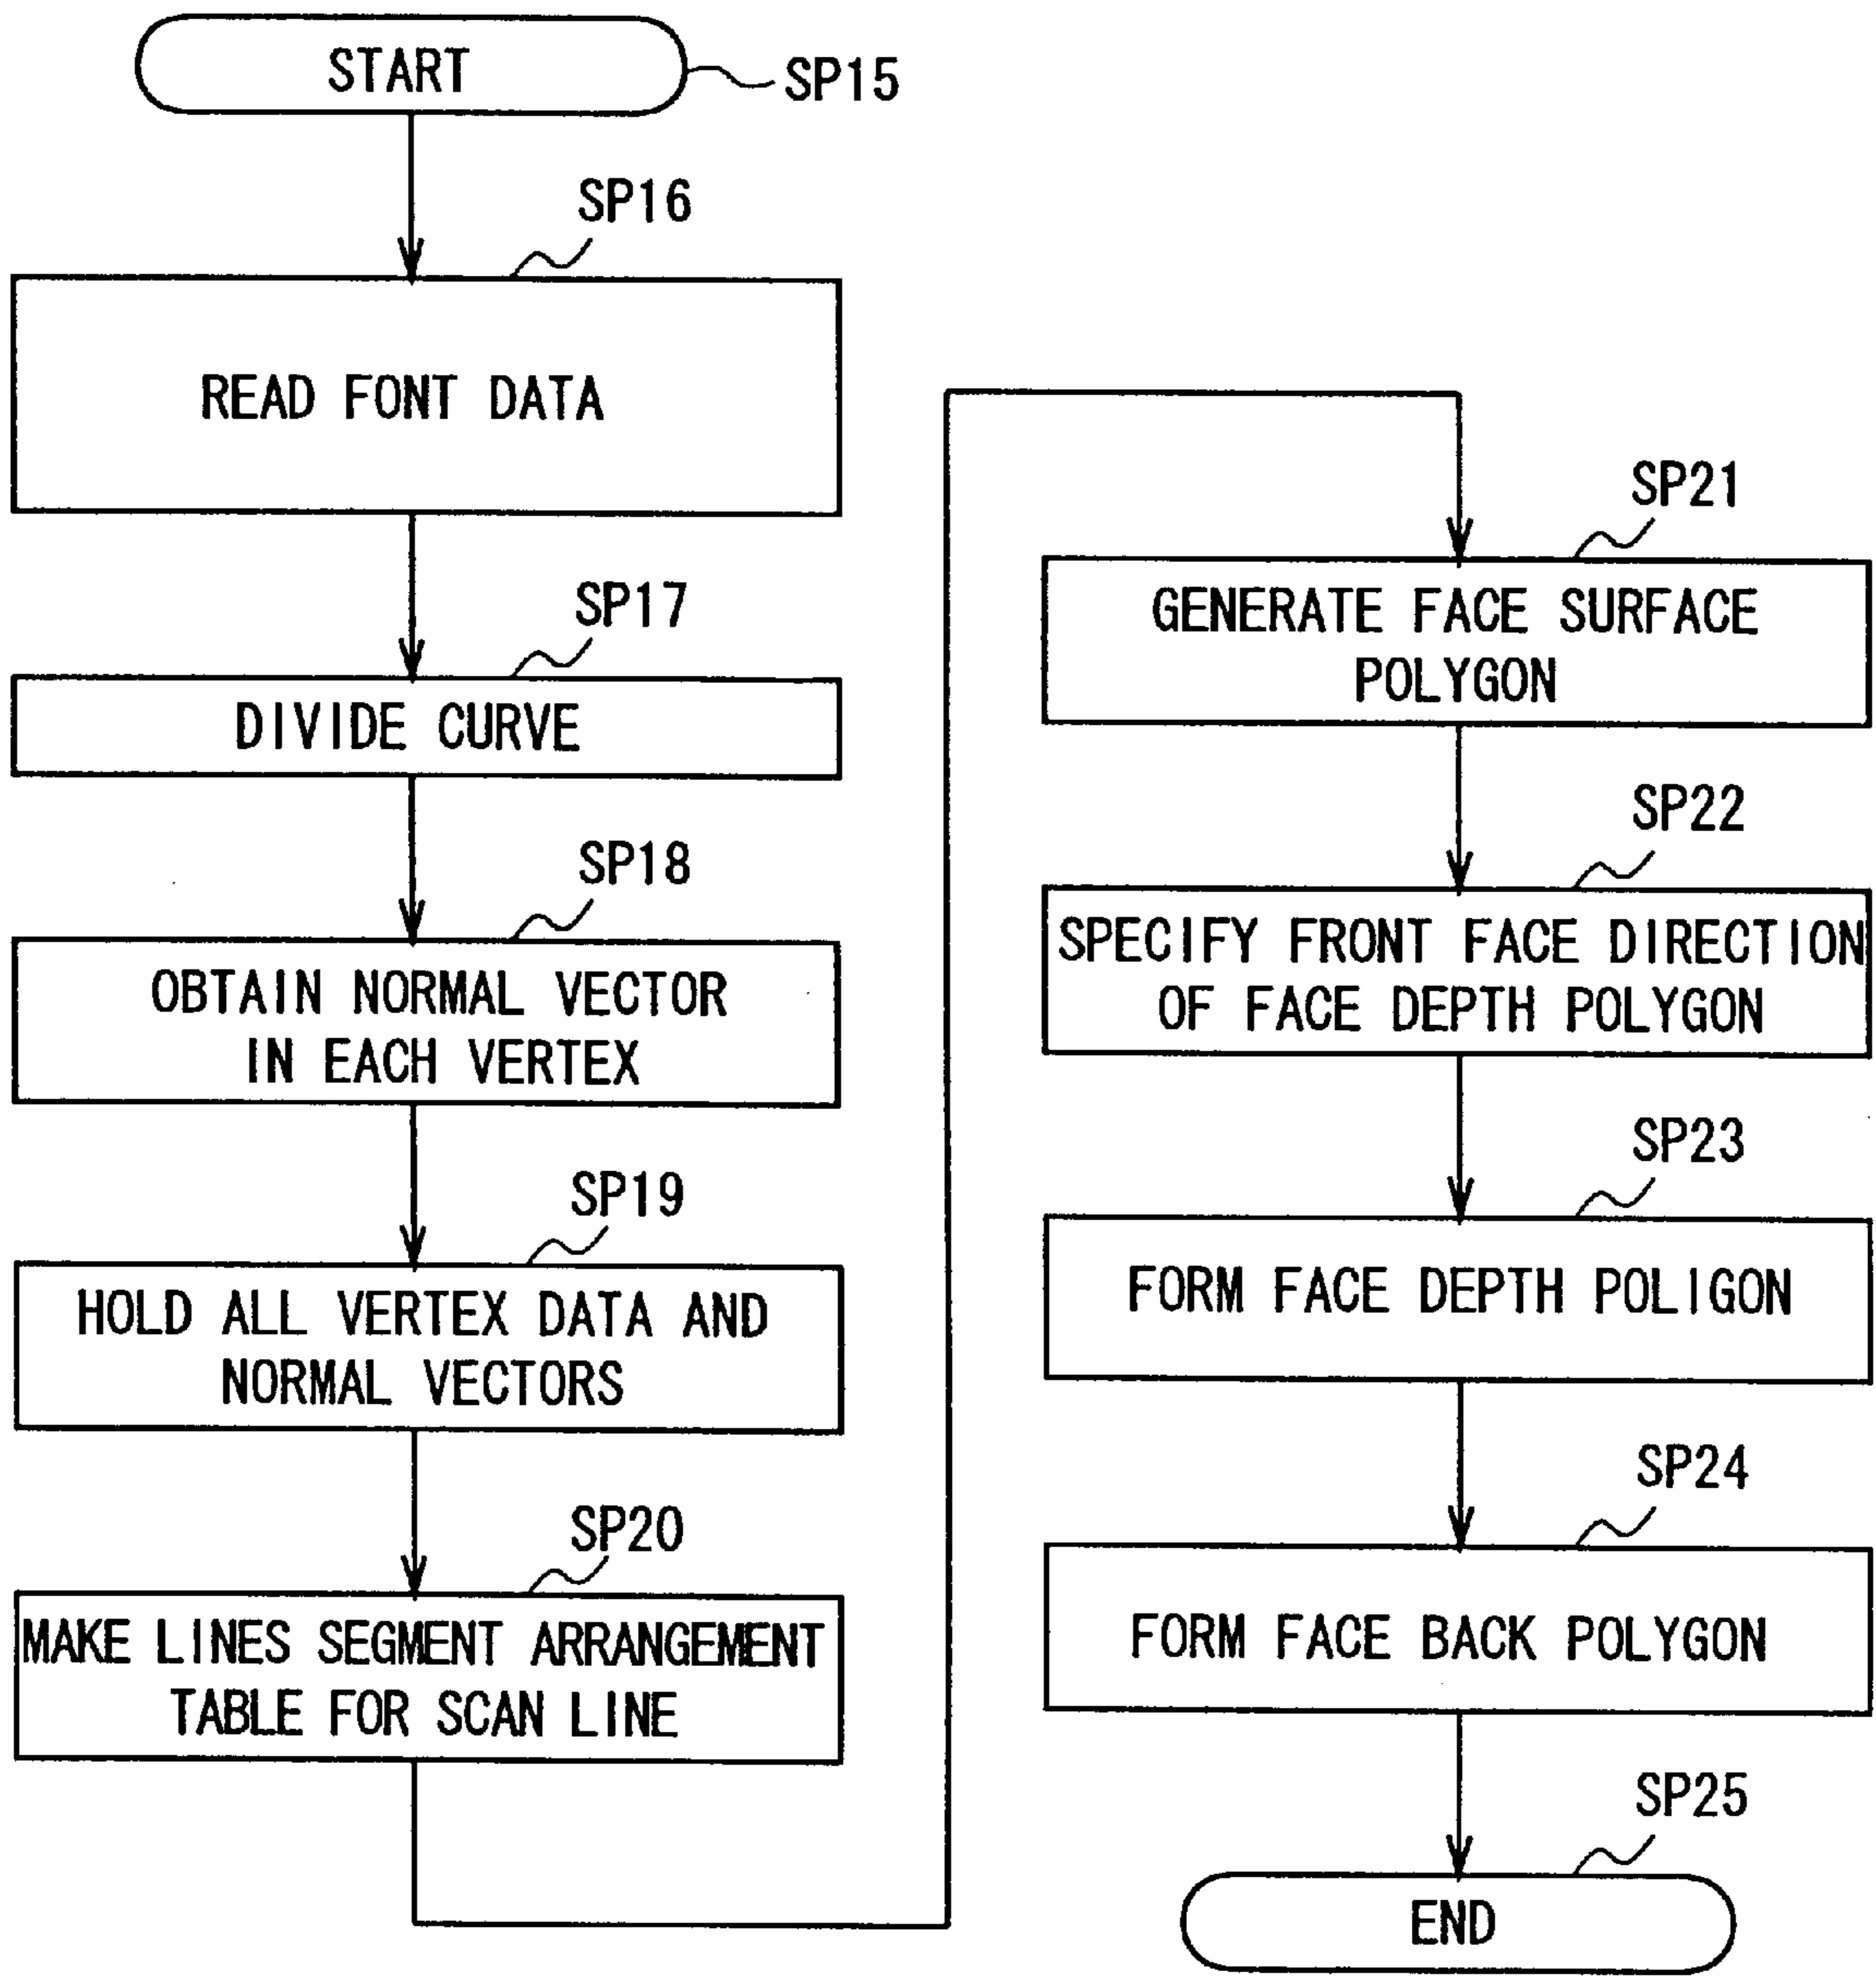 START
SP15
SP16
READ FONT DATA
SP17
DIVIDE CURVE
SP18
OBTAIN NORMAL VECTOR
IN EACH VERTEX
SP19
HOLD ALL VERTEX DATA AND
NORMAL VECTORS
SP20
MAKE LINES SEGMENT ARRANGEMENT
TABLE FOR SCAN LINE
SP21
GENERATE FACE SURFACE
POLYGON
SP22
SPECIFY FRONT FACE DIRECTION
OF FACE DEPTH POLYGON
SP23
FORM FACE DEPTH POLIGON
SP24
FORM FACE BACK POLYGON
SP25
END